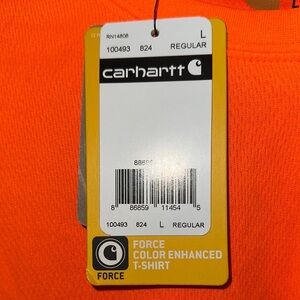 RN14806 L
100493 824 REGULAR
carhartt
8 86859 11454 5
100493 824 L REGULAR
FORCE
COLOR ENHANCED
T-SHIRT
FORCE